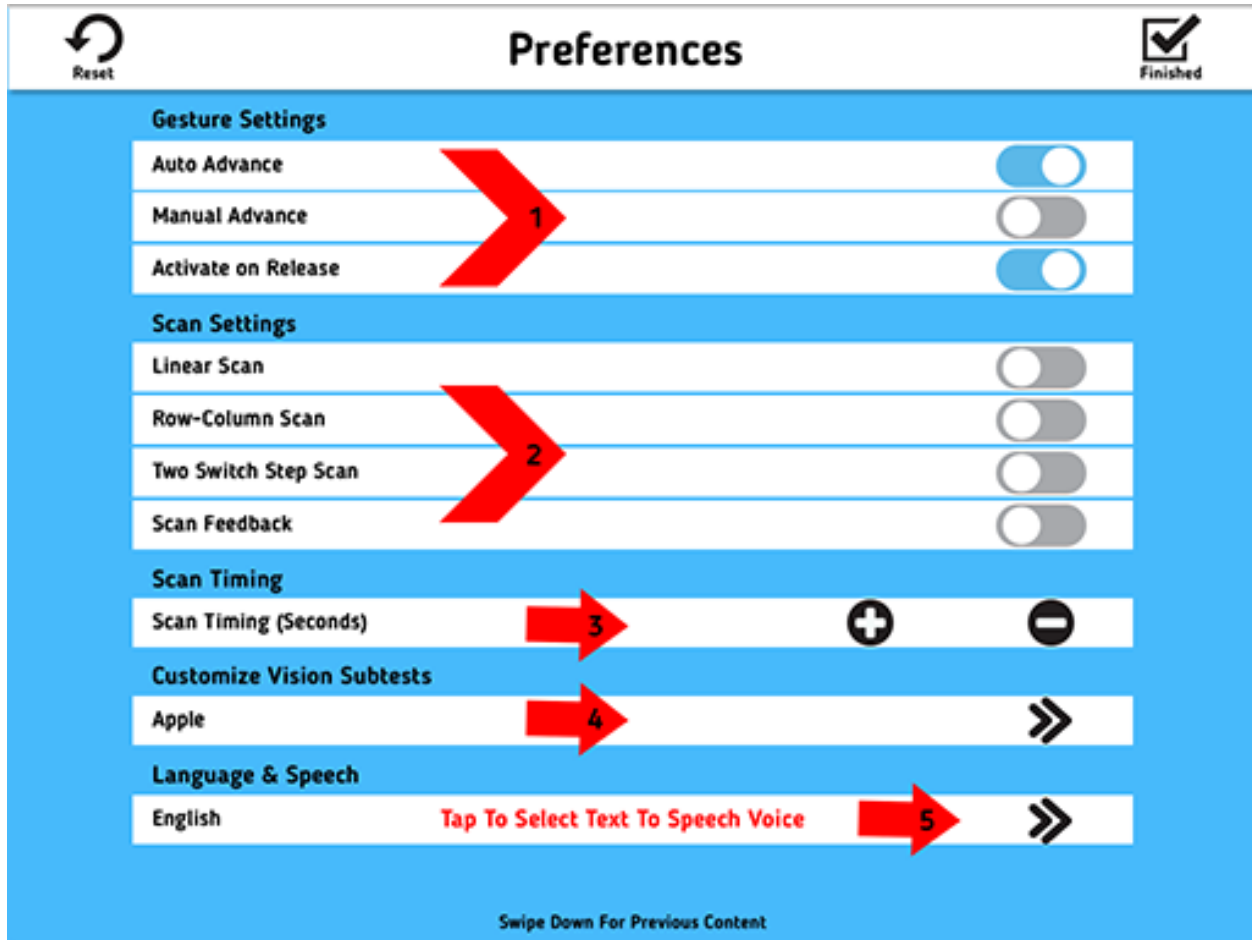 Preferences
Reset
Finished
Gesture Settings
Auto Advance
Manual Advance
1
Activate on Release
Scan Settings
Linear Scan
Row-Column Scan
2
Two Switch Step Scan
Scan Feedback
Scan Timing
Scan Timing (Seconds) 3
Customize Vision Subtests
Apple 4
Language & Speech
English Tap To Select Text To Speech Voice 5
Swipe Down For Previous Content